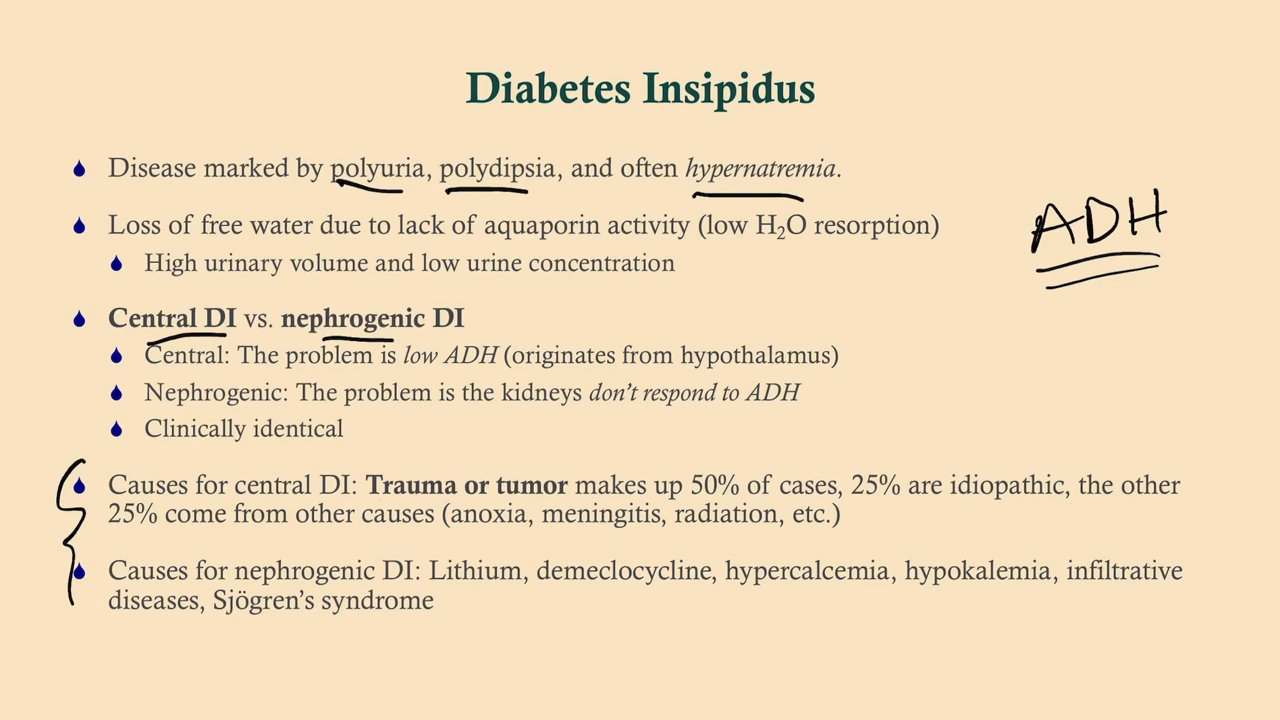 Diabetes Insipidus
Disease marked by polyuria, polydipsia, and often hypernatremia.
ADH
Loss of free water due to lack of aquaporin activity (low H₂O resorption)
High urinary volume and low urine concentration
Central DI vs. nephrogenic DI
Central: The problem is low ADH (originates from hypothalamus)
Nephrogenic: The problem is the kidneys don’t respond to ADH
Clinically identical
Causes for central DI: Trauma or tumor makes up 50% of cases, 25% are idiopathic, the other
25% come from other causes (anoxia, meningitis, radiation, etc.)
Causes for nephrogenic DI: Lithium, demeclocycline, hypercalcemia, hypokalemia, infiltrative
diseases, Sjögren’s syndrome